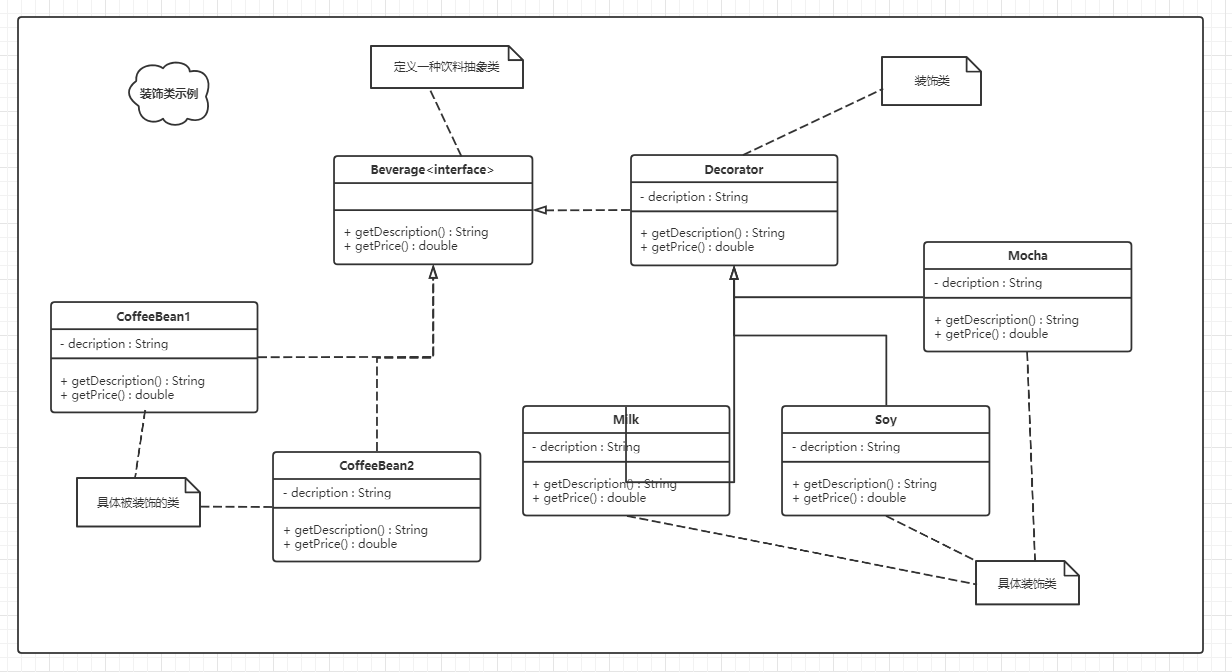 定义一种饮料抽象类
装饰类
装饰类示例
Beverage<interface>
+ getDescription() : String
+ getPrice() : double
Decorator
- decription : String
+ getDescription() : String
+ getPrice() : double
Mocha
- decription : String
+ getDescription() : String
+ getPrice() : double
CoffeeBean1
- decription : String
+ getDescription() : String
+ getPrice() : double
Milk
- decription : String
+ getDescription() : String
+ getPrice() : double
Soy
- decription : String
+ getDescription() : String
+ getPrice() : double
CoffeeBean2
- decription : String
+ getDescription() : String
+ getPrice() : double
具体被装饰的类
具体装饰类